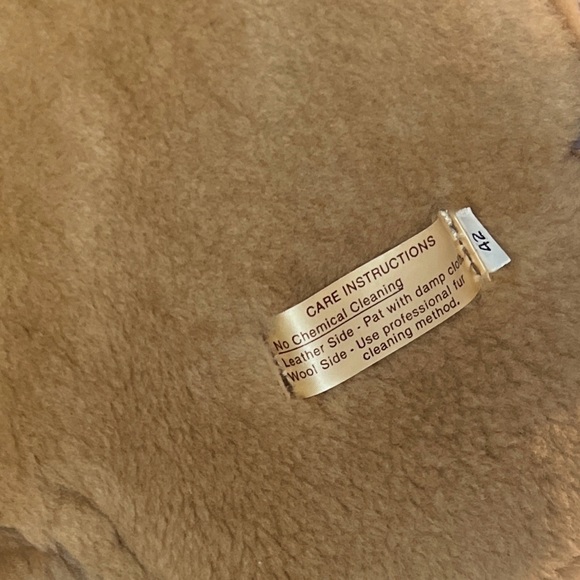 CARE INSTRUCTIONS
No Chemical Cleaning
Leather Side - Pat with damp cloth
Wool Side - Use professional fur
cleaning method.
42